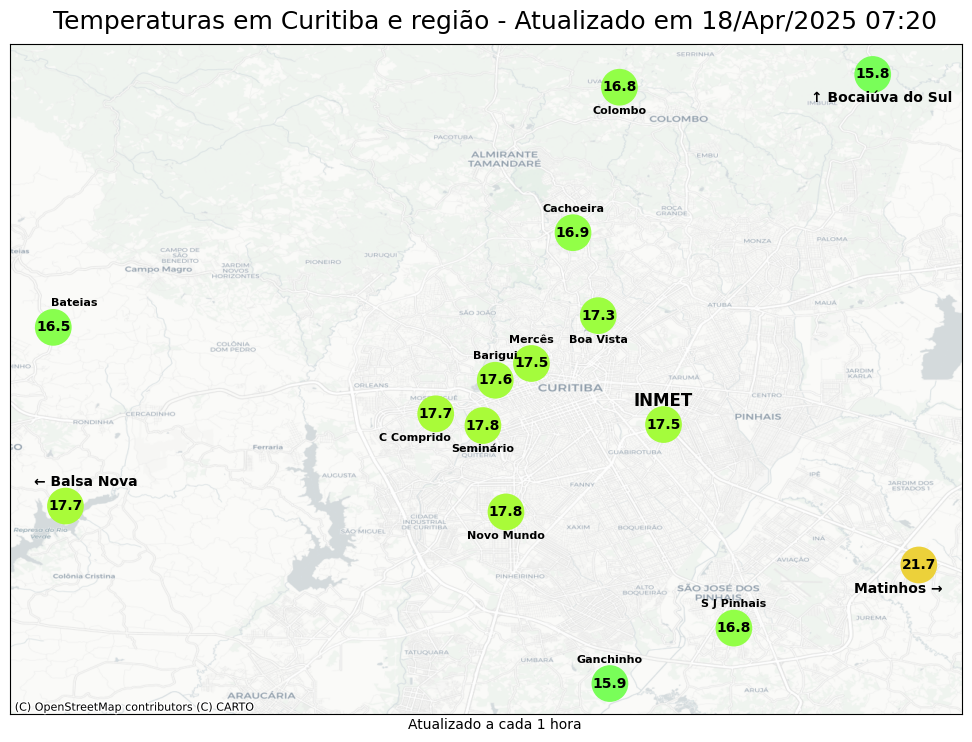 Temperaturas em Curitiba e região - Atualizado em 18/Apr/2025 07:20
SERRINHA
15.8
↑ Bocaiúva do Sul
16.8
Colombo
COLOMBO
PACOTUBA
ALMIRANTE
TAMANDARÉ
EMBU
Cachoeira
ROÇA
GRANDE
16.9
MONZA
PALOMA
CAMPO DE
SÃO
BENEDITO
JURUQUI
PIONEIRO
Campo Magro
JARDIM
NOVOS
HORIZONTES
Bateias
16.5
ATUBA
MAUÁ
SÃO JOÃO
17.3
Boa Vista
COLÔNIA
DOM PEDRO
Mercês
17.5
Barigui
17.6
JARDIM
KARLA
TARUMÃ
ORLEANS
CURITIBA
CENTRO
INMET
17.5
PINHAIS
17.7
C Comprido
17.8
Seminário
CERCADINHO
RONDINHA
Ferraria
CUABIROTUBA
AUGUSTA
FANNY
IPÊ
JARDIM DOS
ESTADOS I
← Balsa Nova
17.7
17.8
Novo Mundo
CIDADE
INDUSTRIAL
DE CURITIBA
SÃO MIGUEL
XAXIM
BOQUEIRÃO
INÁ
Represa do Rio
Verde
AVIAÇÃO
21.7
Matinhos →
Colônia Cristina
PINHEIRINHO
ALTO
BOQUEIRÃO
SÃO JOSÉ DOS
PINHAIS
S J Pinhais
16.8
JUREMA
TATUQUARA
UMBARÁ
Ganchinho
15.9
ARUJÁ
ARAUCÁRIA
(C) OpenStreetMap contributors (C) CARTO
Atualizado a cada 1 hora